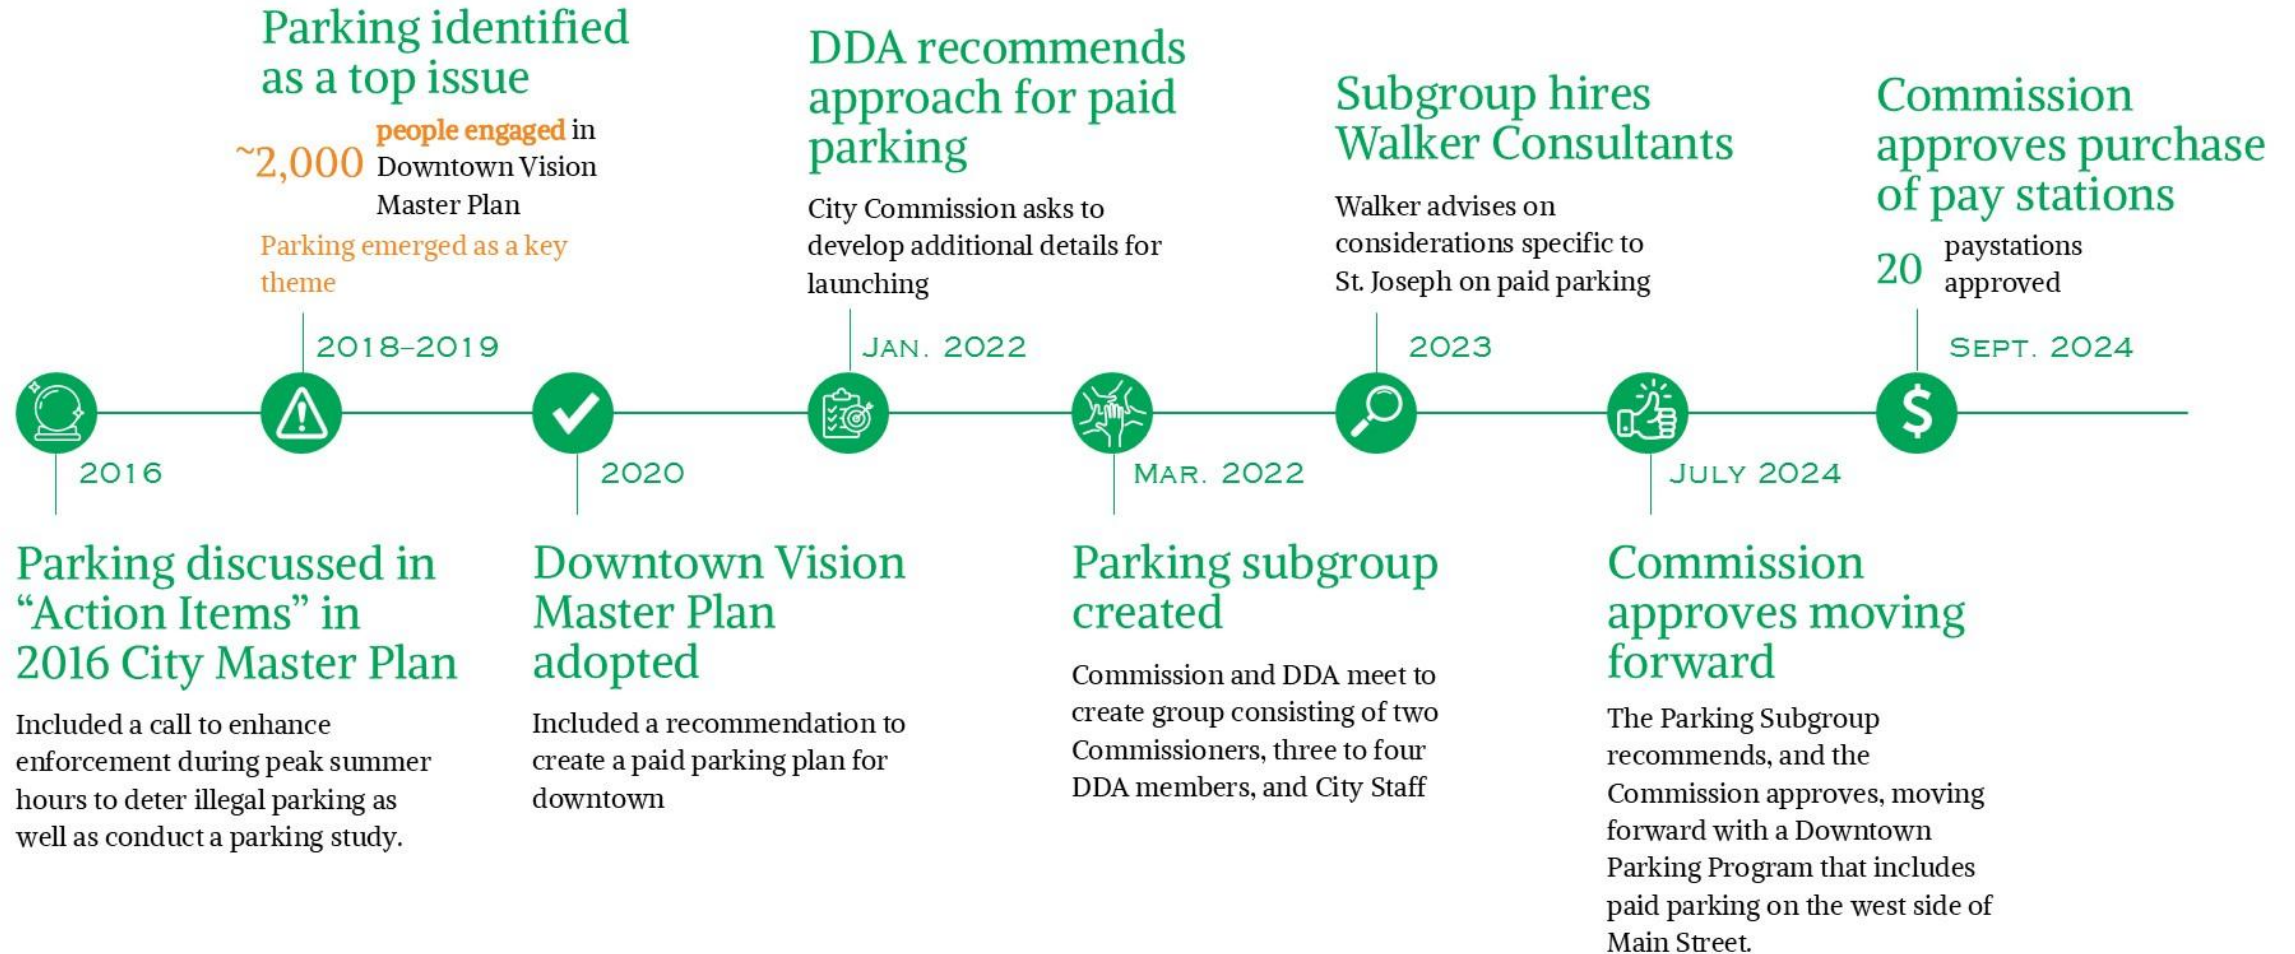 Parking identified
as a top issue
~2,000
people engaged in
Downtown Vision
Master Plan
Parking emerged as a key
theme
2018–2019
DDA recommends
approach for paid
parking
City Commission asks to
develop additional details for
launching
JAN. 2022
Subgroup hires
Walker Consultants
Walker advises on
considerations specific to
St. Joseph on paid parking
2023
Commission
approves purchase
of pay stations
20
paystations
approved
SEPT. 2024
2016
Parking discussed in
“Action Items” in
2016 City Master Plan
Included a call to enhance
enforcement during peak summer
hours to deter illegal parking as
well as conduct a parking study.
2020
Downtown Vision
Master Plan
adopted
Included a recommendation to
create a paid parking plan for
downtown
MAR. 2022
Parking subgroup
created
Commission and DDA meet to
create group consisting of two
Commissioners, three to four
DDA members, and City Staff
JULY 2024
Commission
approves moving
forward
The Parking Subgroup
recommends, and the
Commission approves, moving
forward with a Downtown
Parking Program that includes
paid parking on the west side of
Main Street.